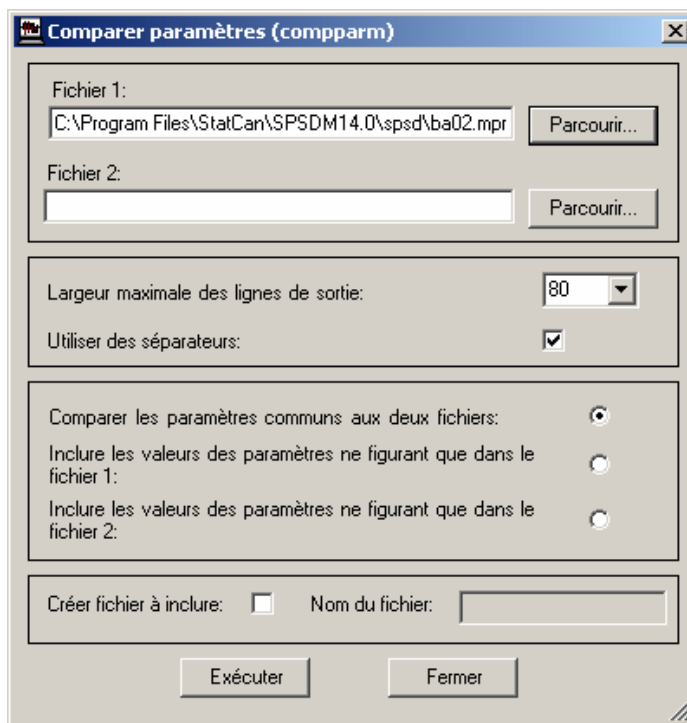 Comparer paramètres (compparm)
Fichier 1:
C:\Program Files\StatCan\SPSDM14.0\spsd\ba02.mpr
Parcourir...
Fichier 2:
Parcourir...
Largeur maximale des lignes de sortie:
80
Utiliser des séparateurs:
Comparer les paramètres communs aux deux fichiers:
Inclure les valeurs des paramètres ne figurant que dans le
fichier 1:
Inclure les valeurs des paramètres ne figurant que dans le
fichier 2:
Créer fichier à inclure:
Nom du fichier:
Exécuter
Fermer